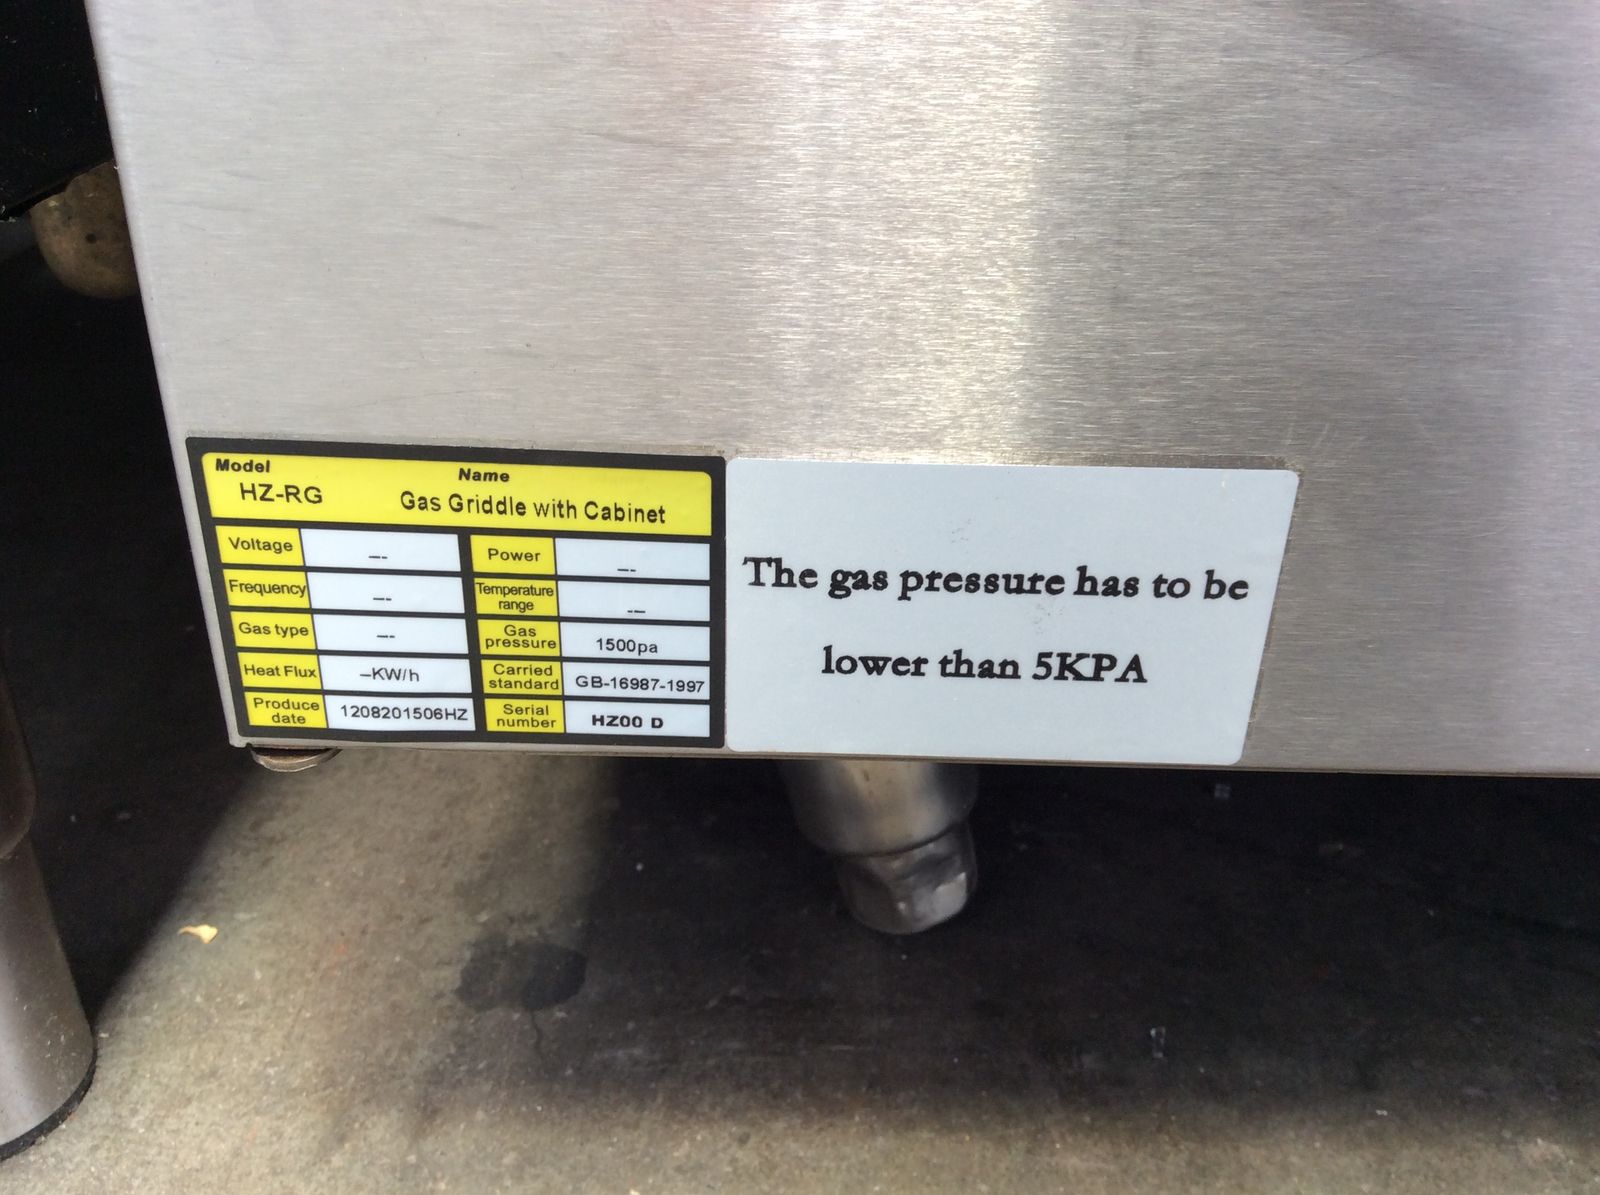 Model Name
HZ-RG Gas Griddle with Cabinet
Voltage —- Power —-
Frequency —- Temperature range -—
Gas type —- Gas pressure 1500pa
Heat Flux –KW/h Carried standard GB-16987-1997
Produce date 1208201506HZ Serial number HZ00 D
The gas pressure has to be
lower than 5KPA